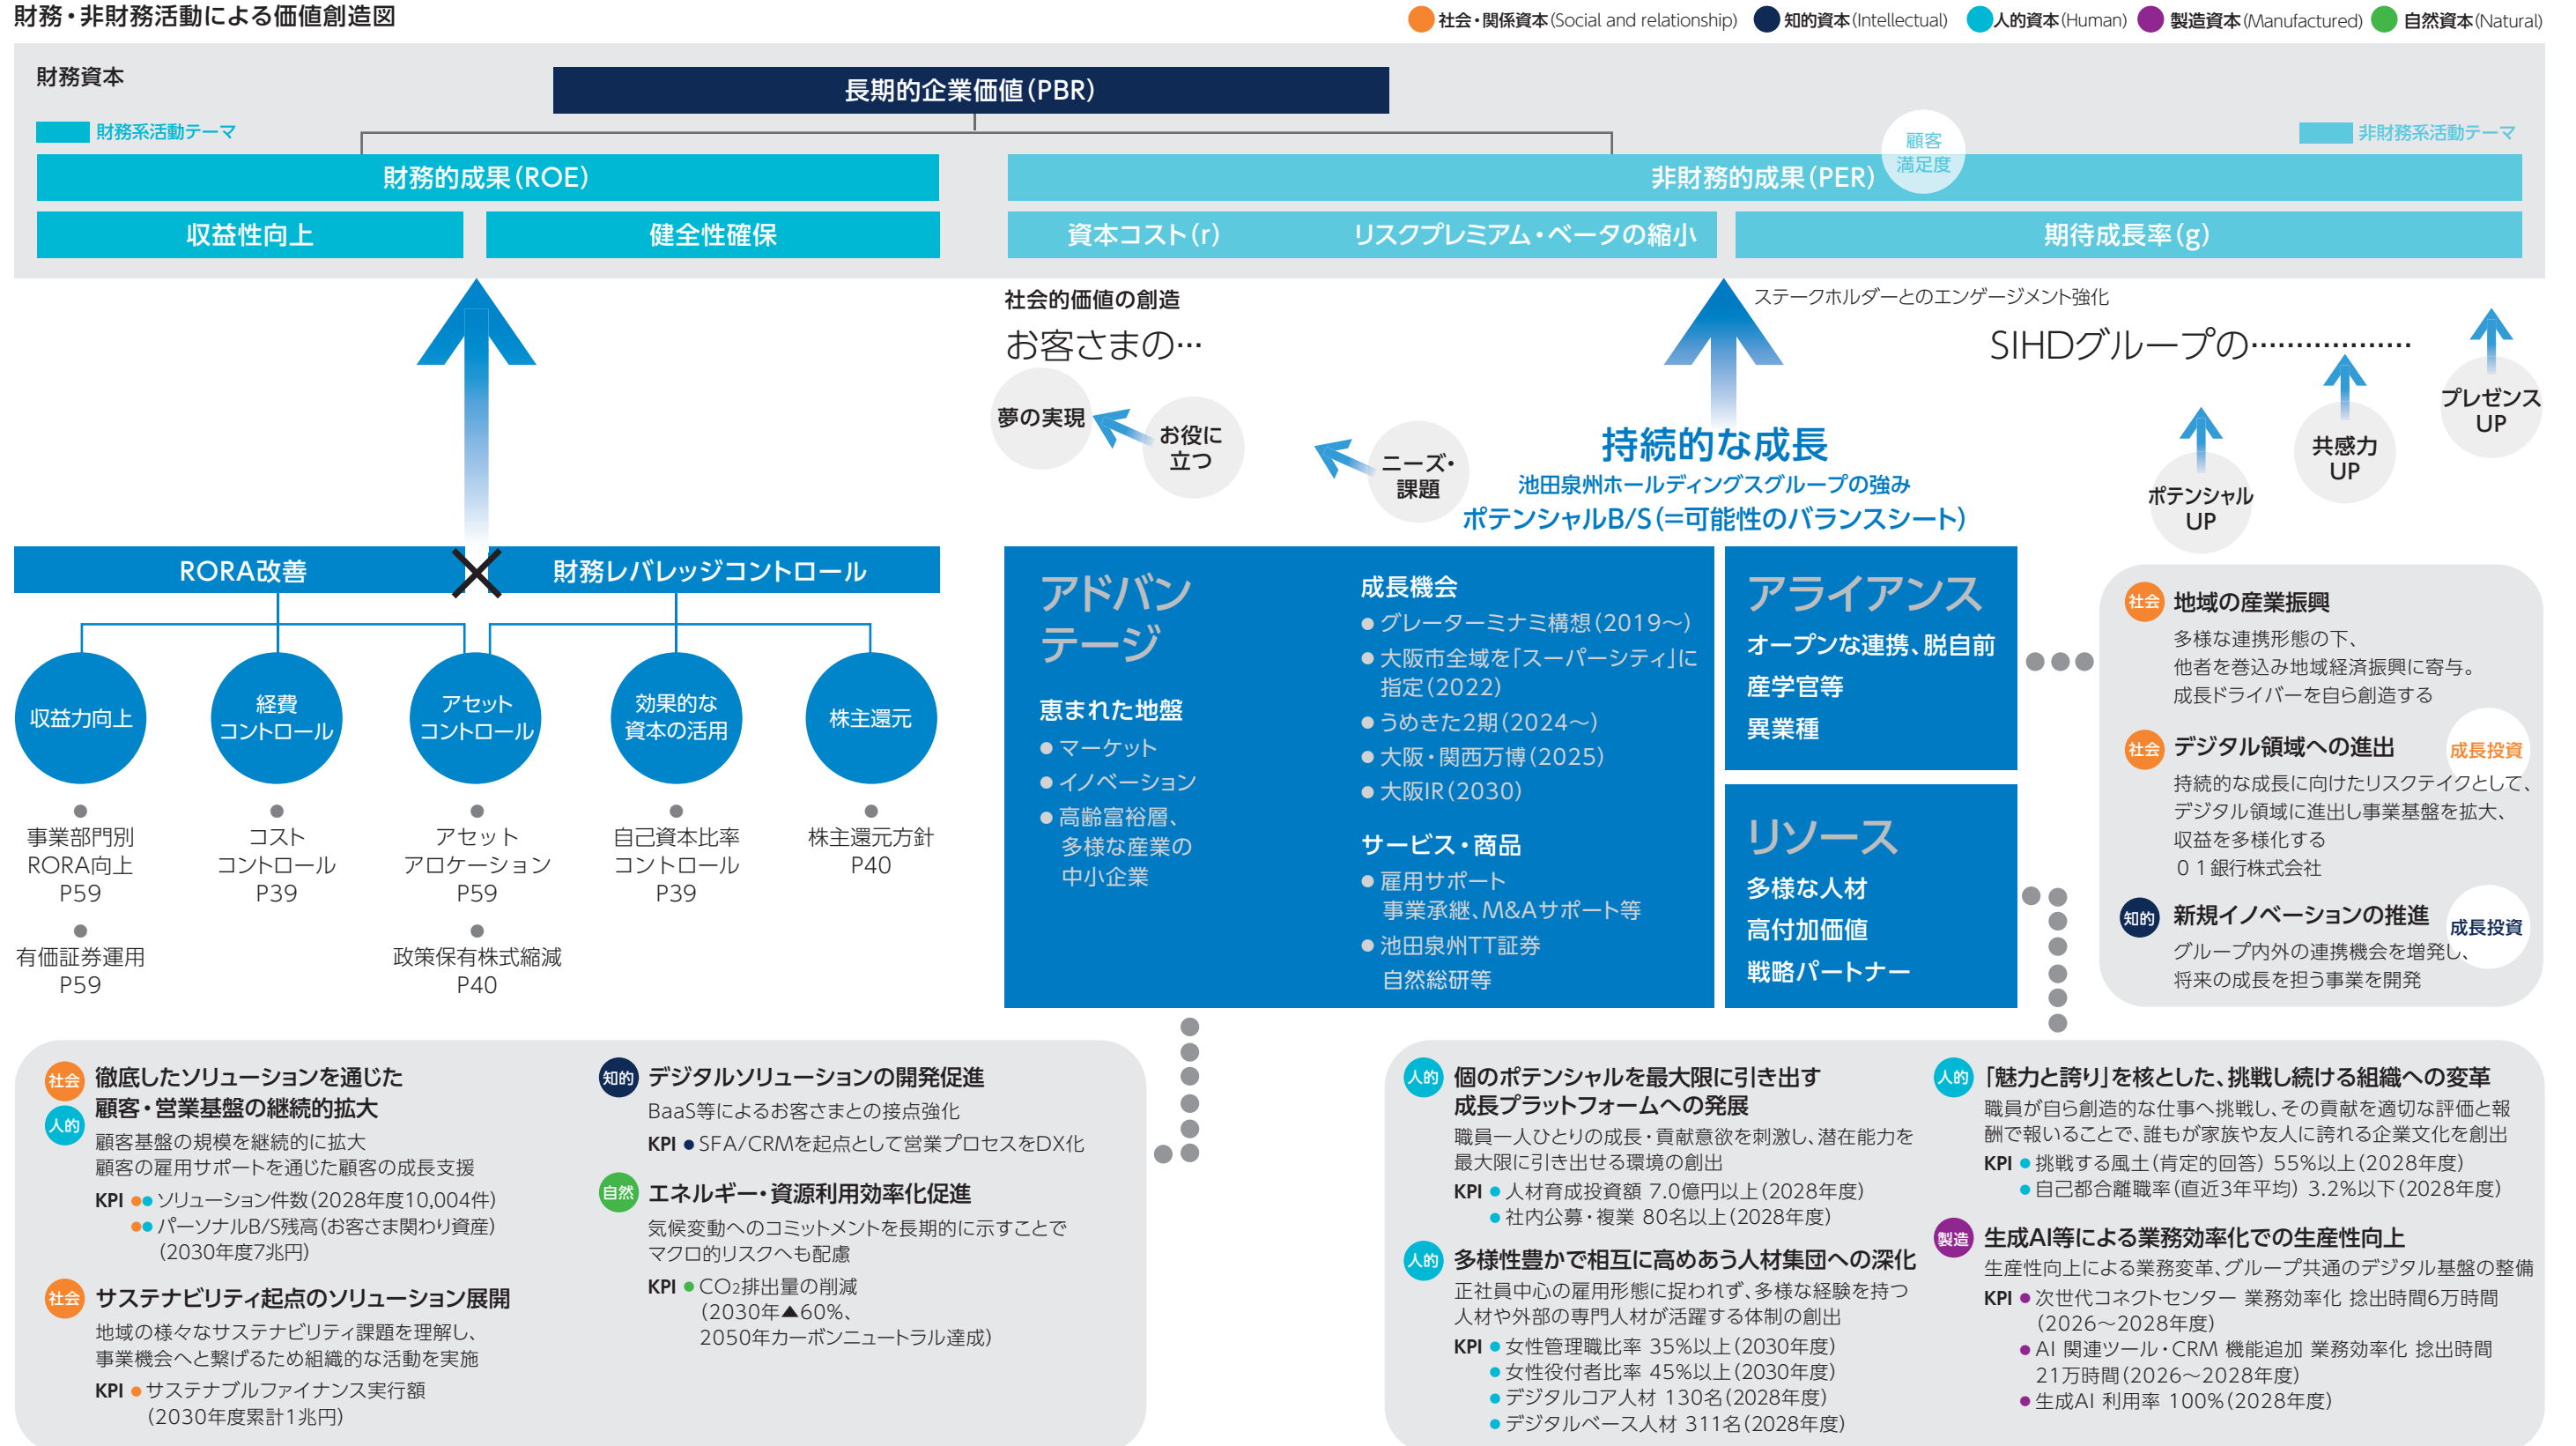 財務・非財務活動による価値創造図
社会・関係資本(Social and relationship)
知的資本(Intellectual)
人的資本(Human)
製造資本(Manufactured)
自然資本(Natural)
財務資本
長期的企業価値(PBR)
財務系活動テーマ
非財務系活動テーマ
財務的成果(ROE)
非財務的成果(PER)
顧客
満足度
収益性向上
健全性確保
資本コスト(r)
リスクプレミアム・ベータの縮小
期待成長率(g)
社会的価値の創造
お客さまの…
夢の実現
お役に
立つ
ニーズ・
課題
ステークホルダーとのエンゲージメント強化
SIHDグループの………………
ポテンシャル
UP
共感力
UP
プレゼンス
UP
持続的な成長
池田泉州ホールディングスグループの強み
ポテンシャルB/S(=可能性のバランスシート)
RORA改善
財務レバレッジコントロール
収益力向上
経費
コントロール
アセット
コントロール
効果的な
資本の活用
株主還元
● 事業部門別
RORA向上
P59
● 有価証券運用
P59
● コスト
コントロール
P39
● アセット
アロケーション
P59
● 政策保有株式縮減
P40
● 自己資本比率
コントロール
P39
● 株主還元方針
P40
アドバン
テージ
恵まれた地盤
● マーケット
● イノベーション
● 高齢富裕層、
多様な産業の
中小企業
成長機会
● グレーターミナミ構想(2019〜)
● 大阪市全域を「スーパーシティ」に
指定(2022)
● うめきた2期(2024〜)
● 大阪・関西万博(2025)
● 大阪IR(2030)
サービス・商品
● 雇用サポート
事業承継、M&Aサポート等
● 池田泉州TT証券
自然総研等
アライアンス
オープンな連携、脱自前
産学官等
異業種
リソース
多様な人材
高付加価値
戦略パートナー
社会 地域の産業振興
多様な連携形態の下、
他者を巻込み地域経済振興に寄与。
成長ドライバーを自ら創造する
社会 デジタル領域への進出
成長投資
持続的な成長に向けたリスクテイクとして、
デジタル領域に進出し事業基盤を拡大、
収益を多様化する
０１銀行株式会社
知的 新規イノベーションの推進
成長投資
グループ内外の連携機会を増発し、
将来の成長を担う事業を開発
社会 徹底したソリューションを通じた
人的 顧客・営業基盤の継続的拡大
顧客基盤の規模を継続的に拡大
顧客の雇用サポートを通じた顧客の成長支援
KPI ●● ソリューション件数(2028年度10,004件)
●● パーソナルB/S残高(お客さま関わり資産)
(2030年度7兆円)
社会 サステナビリティ起点のソリューション展開
地域の様々なサステナビリティ課題を理解し、
事業機会へと繋げるため組織的な活動を実施
KPI ● サステナブルファイナンス実行額
(2030年度累計1兆円)
知的 デジタルソリューションの開発促進
BaaS等によるお客さまとの接点強化
KPI ● SFA/CRMを起点として営業プロセスをDX化
自然 エネルギー・資源利用効率化促進
気候変動へのコミットメントを長期的に示すことで
マクロ的リスクへも配慮
KPI ● CO2排出量の削減
(2030年▲60%、
2050年カーボンニュートラル達成)
人的 個のポテンシャルを最大限に引き出す
成長プラットフォームへの発展
職員一人ひとりの成長・貢献意欲を刺激し、潜在能力を
最大限に引き出せる環境の創出
KPI ● 人材育成投資額 7.0億円以上(2028年度)
● 社内公募・複業 80名以上(2028年度)
人的 多様性豊かで相互に高めあう人材集団への深化
正社員中心の雇用形態に捉われず、多様な経験を持つ
人材や外部の専門人材が活躍する体制の創出
KPI ● 女性管理職比率 35%以上(2030年度)
● 女性役付者比率 45%以上(2030年度)
● デジタルコア人材 130名(2028年度)
● デジタルベース人材 311名(2028年度)
人的 「魅力と誇り」を核とした、挑戦し続ける組織への変革
職員が自ら創造的な仕事へ挑戦し、その貢献を適切な評価と報
酬で報いることで、誰もが家族や友人に誇れる企業文化を創出
KPI ● 挑戦する風土(肯定的回答) 55%以上(2028年度)
● 自己都合離職率(直近3年平均) 3.2%以下(2028年度)
製造 生成AI等による業務効率化での生産性向上
生産性向上による業務変革、グループ共通のデジタル基盤の整備
KPI ● 次世代コネクトセンター 業務効率化 捻出時間6万時間
(2026〜2028年度)
● AI 関連ツール・CRM 機能追加 業務効率化 捻出時間
21万時間(2026〜2028年度)
● 生成AI 利用率 100%(2028年度)